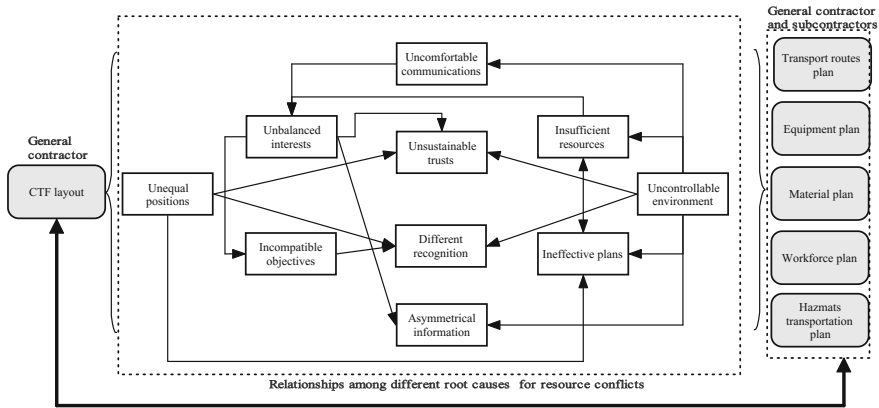 General contractor
and subcontractors
Transport routes
plan
Equipment plan
Material plan
Workforce plan
Hazmats
transportation
plan
General
contractor
CTF layout
Uncomfortable
communications
Unbalanced
interests
Unsustainable
trusts
Insufficient
resources
Unequal
positions
Uncontrollable
environment
Incompatible
objectives
Different
recognition
Ineffective plans
Asymmetrical
information
Relationships among different root causes for resource conflicts